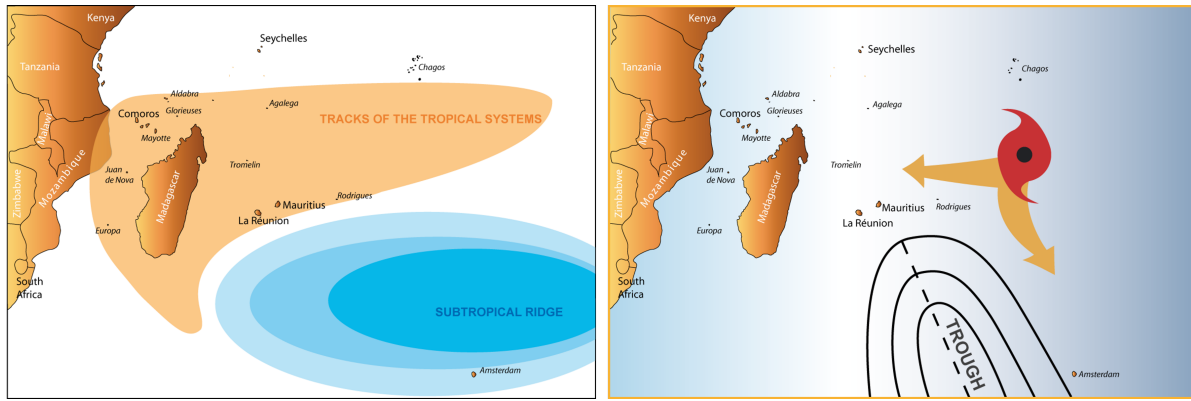 Kenya
Seychelles
Tanzania
Chagos
Aldabra
Glorieuses
Agalega
Comoros
TRACKS OF THE TROPICAL SYSTEMS
Malawi
Mayotte
Mozambique
Juan
de Nova
Tromelin
Zimbabwe
Madagascar
Rodrigues
Mauritius
La Réunion
Europa
South
Africa
SUBTROPICAL RIDGE
Amsterdam
Kenya
Seychelles
Tanzania
Chagos
Aldabra
Glorieuses
Agalega
Comoros
Malawi
Mayotte
Mozambique
Juan
de Nova
Tromelin
Zimbabwe
Madagascar
Rodrigues
Mauritius
La Réunion
Europa
South
Africa
TROUGH
Amsterdam